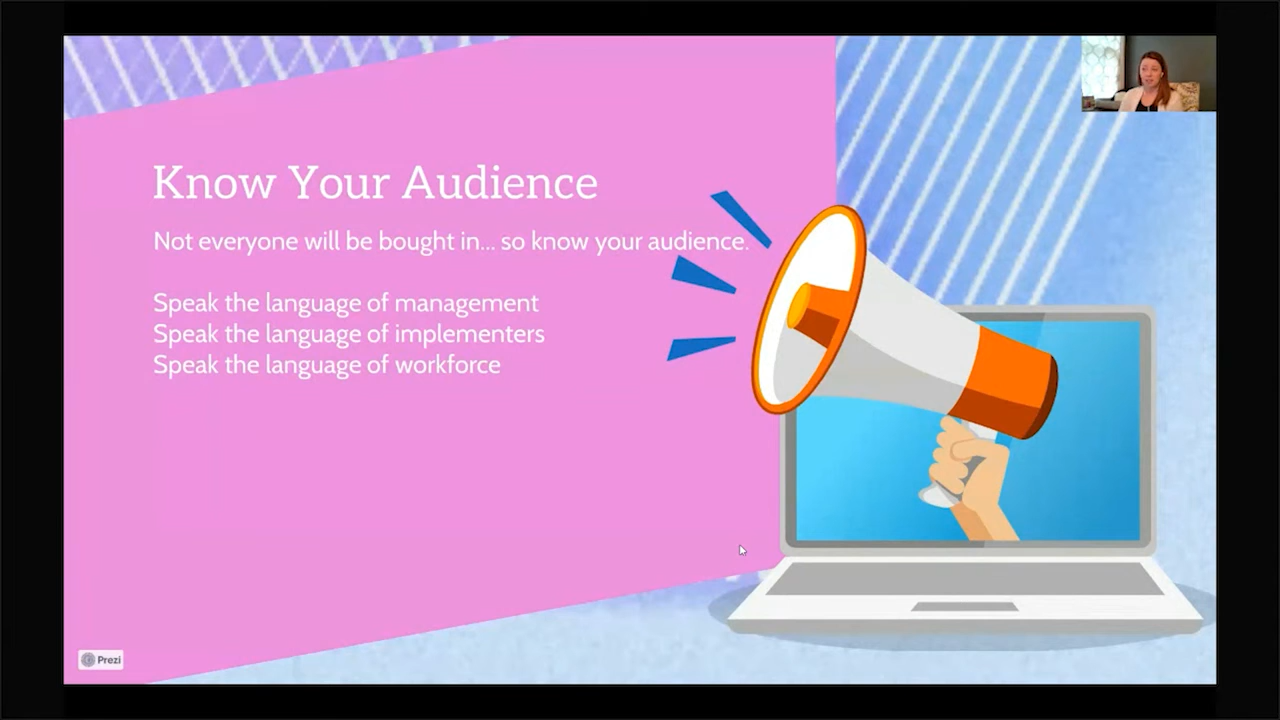 Know Your Audience
Not everyone will be bought in... so know your audience.
Speak the language of management
Speak the language of implementers
Speak the language of workforce
Prezi